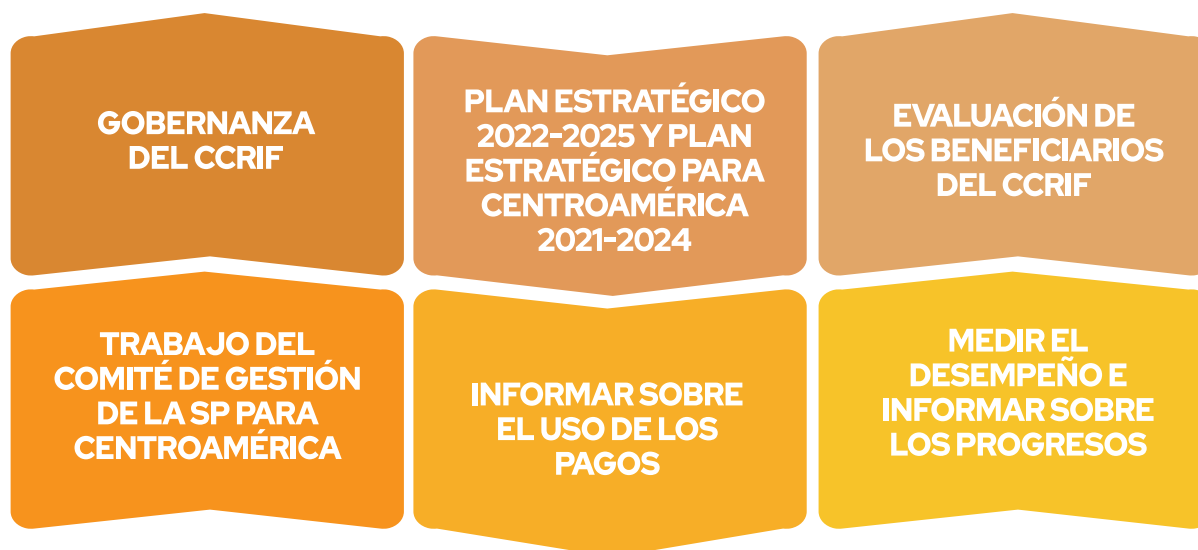 GOBERNANZA
DEL CCRIF
PLAN ESTRATÉGICO
2022-2025 Y PLAN
ESTRATÉGICO PARA
CENTROAMÉRICA
2021-2024
EVALUACIÓN DE
LOS BENEFICIARIOS
DEL CCRIF
TRABAJO DEL
COMITÉ DE GESTIÓN
DE LA SP PARA
CENTROAMÉRICA
INFORMAR SOBRE
EL USO DE LOS
PAGOS
MEDIR EL
DESEMPEÑO E
INFORMAR SOBRE
LOS PROGRESOS